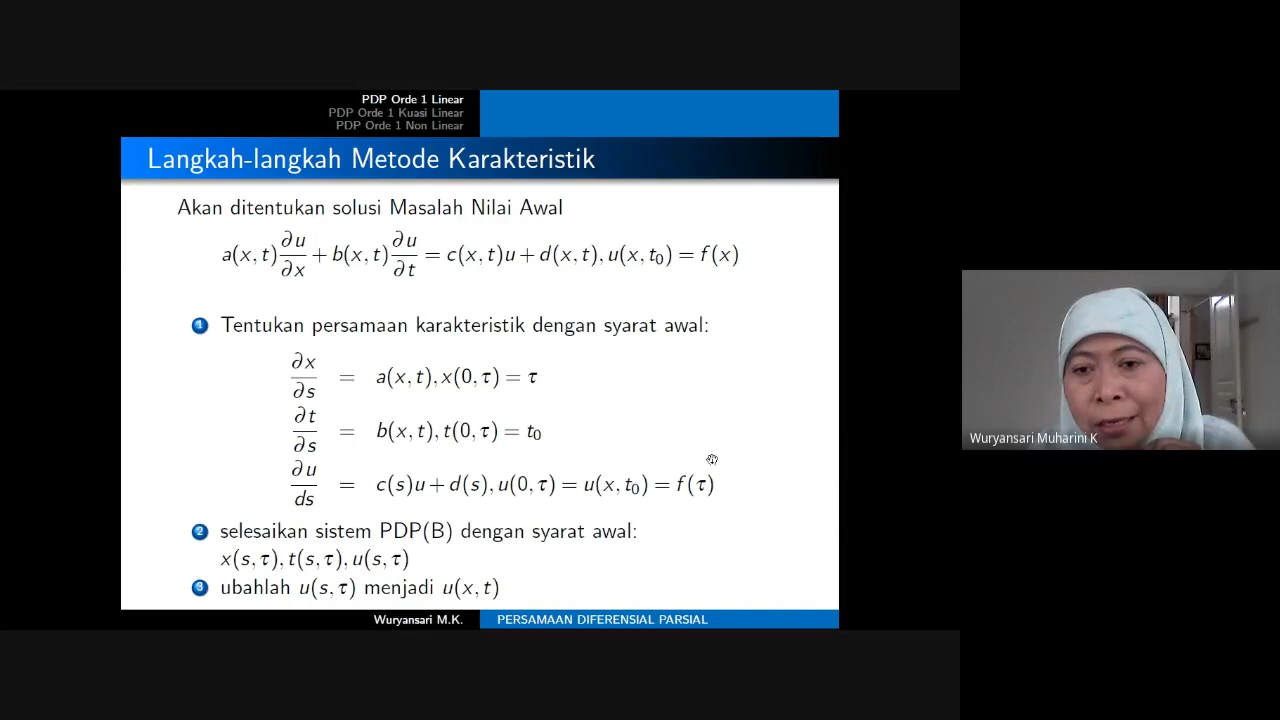 PDP Orde 1 Linear
PDP Orde 1 Kuasi Linear
PDP Orde 1 Non Linear
Langkah-langkah Metode Karakteristik
Akan ditentukan solusi Masalah Nilai Awal
a(x, t) ∂u/∂x + b(x, t) ∂u/∂t = c(x, t)u + d(x, t), u(x, t₀) = f(x)
1 Tentukan persamaan karakteristik dengan syarat awal:
∂x/∂s = a(x, t), x(0, τ) = τ
∂t/∂s = b(x, t), t(0, τ) = t₀
∂u/ds = c(s)u + d(s), u(0, τ) = u(x, t₀) = f(τ)
2 selesaikan sistem PDP(B) dengan syarat awal:
x(s, τ), t(s, τ), u(s, τ)
3 ubahlah u(s, τ) menjadi u(x, t)
Wuryansari M.K. PERSAMAAN DIFERENSIAL PARSIAL
Wuryansari Muharini K